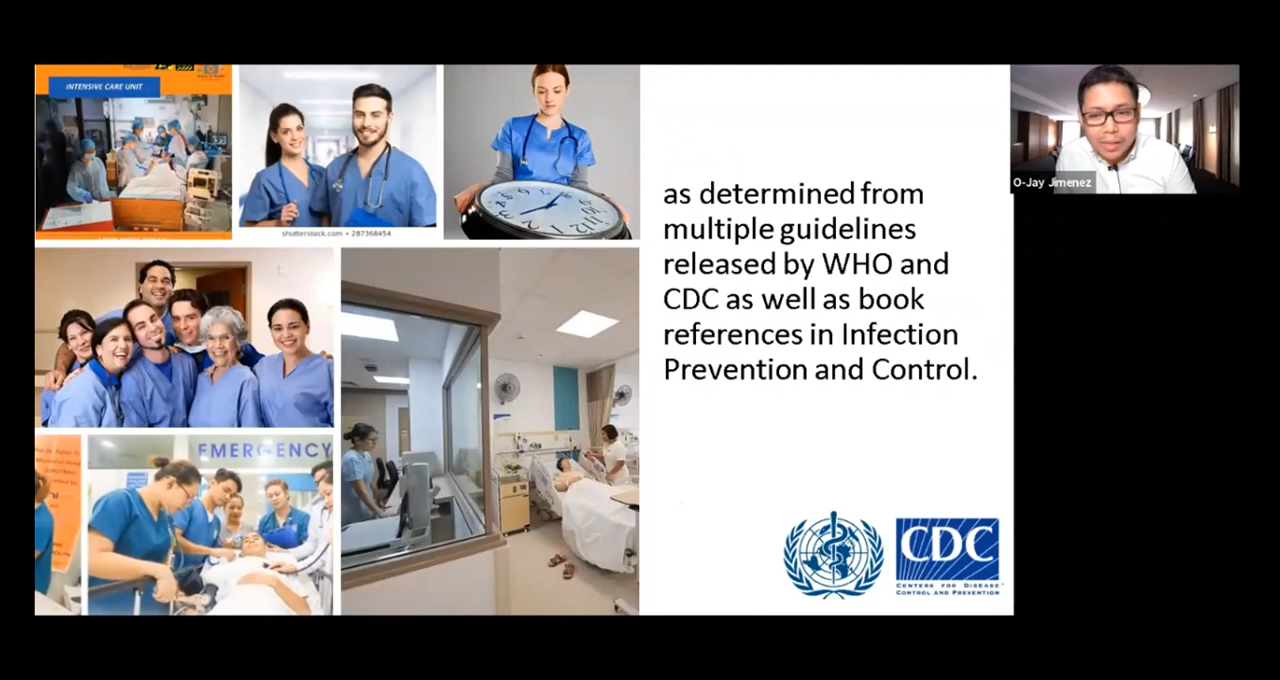 INTENSIVE CARE UNIT
shutterstock.com • 287368454
EMERGENCY
as determined from
multiple guidelines
released by WHO and
CDC as well as book
references in Infection
Prevention and Control.
CDC
CENTERS FOR DISEASE
CONTROL AND PREVENTION
O-Jay Jimenez